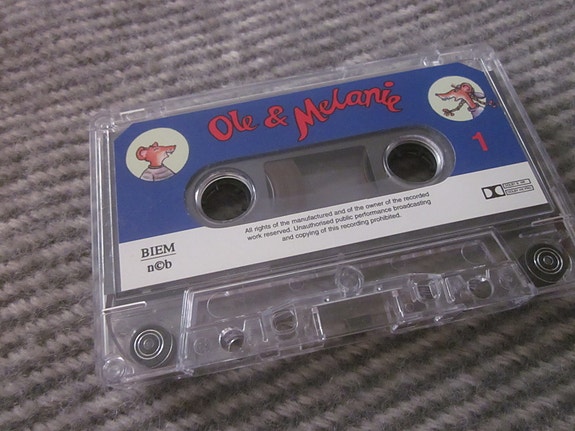 Ole & Melanie
1
All rights of the manufactured and of the owner of the recorded
work reserved. Unauthorised public performance broadcasting
and copying of this recording prohibited.
BIEM
n©b